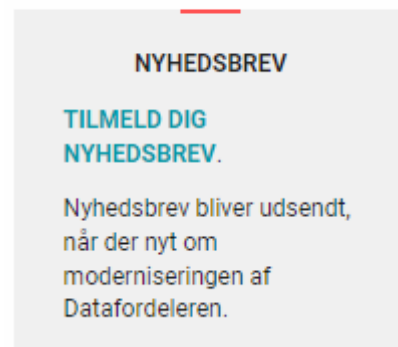 NYHEDSBREV
TILMELD DIG
NYHEDSBREV.
Nyhedsbrev bliver udsendt,
når der nyt om
moderniseringen af
Datafordeleren.